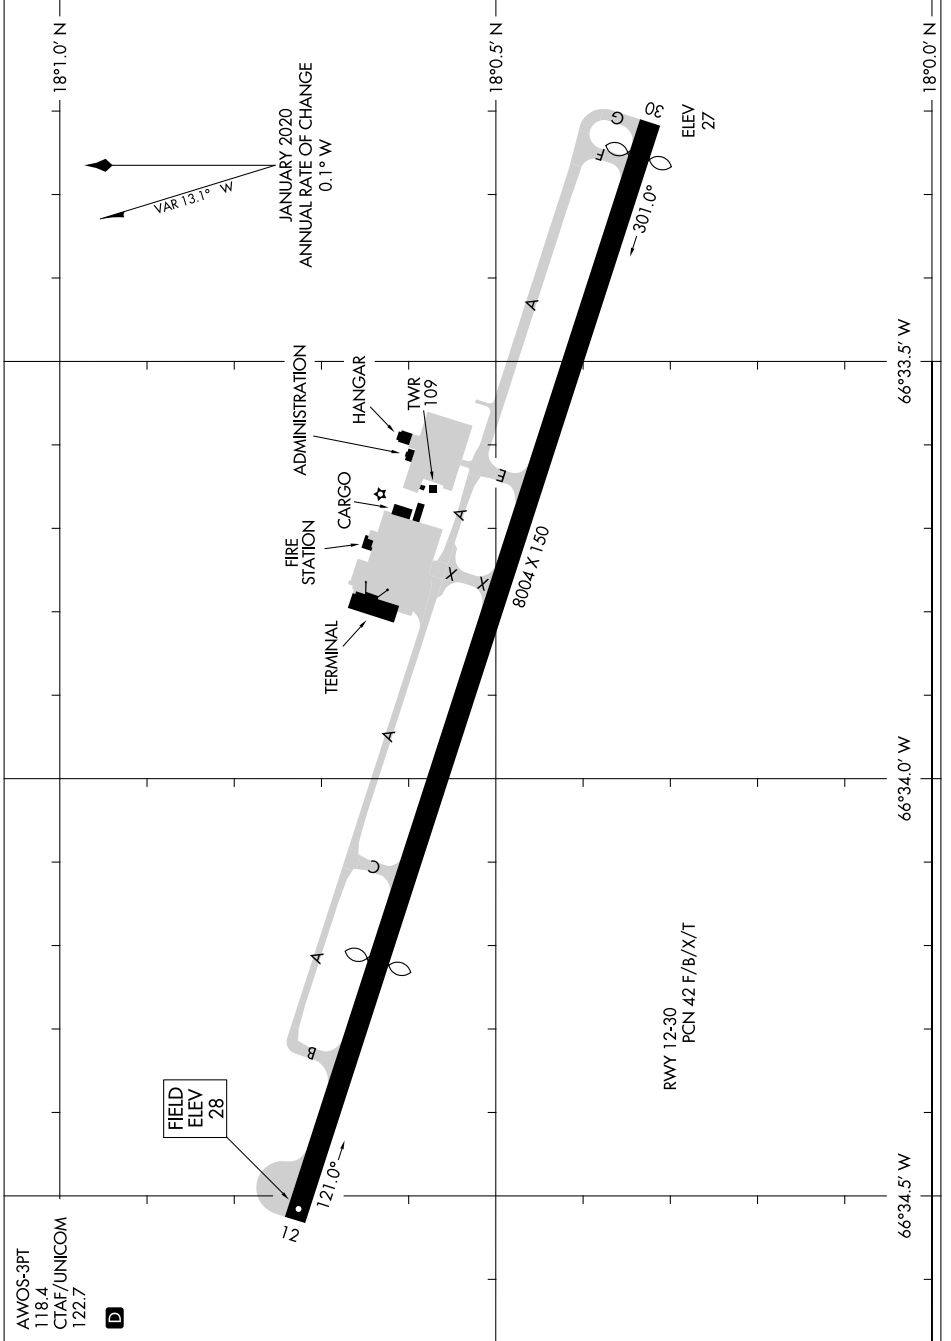 AWOS-3PT
118.4
CTAF/UNICOM
122.7
D
18°1.0' N
18°0.5' N
18°0.0' N
VAR 13.1° W
JANUARY 2020
ANNUAL RATE OF CHANGE
0.1° W
FIELD
ELEV
28
12
121.0°
B
A
C
A
TERMINAL
FIRE
STATION
CARGO
ADMINISTRATION
HANGAR
TWR
109
X
X
A
E
8004 X 150
A
F
G
30
ELEV
27
301.0°
RWY 12-30
PCN 42 F/B/X/T
66°34.5' W
66°34.0' W
66°33.5' W